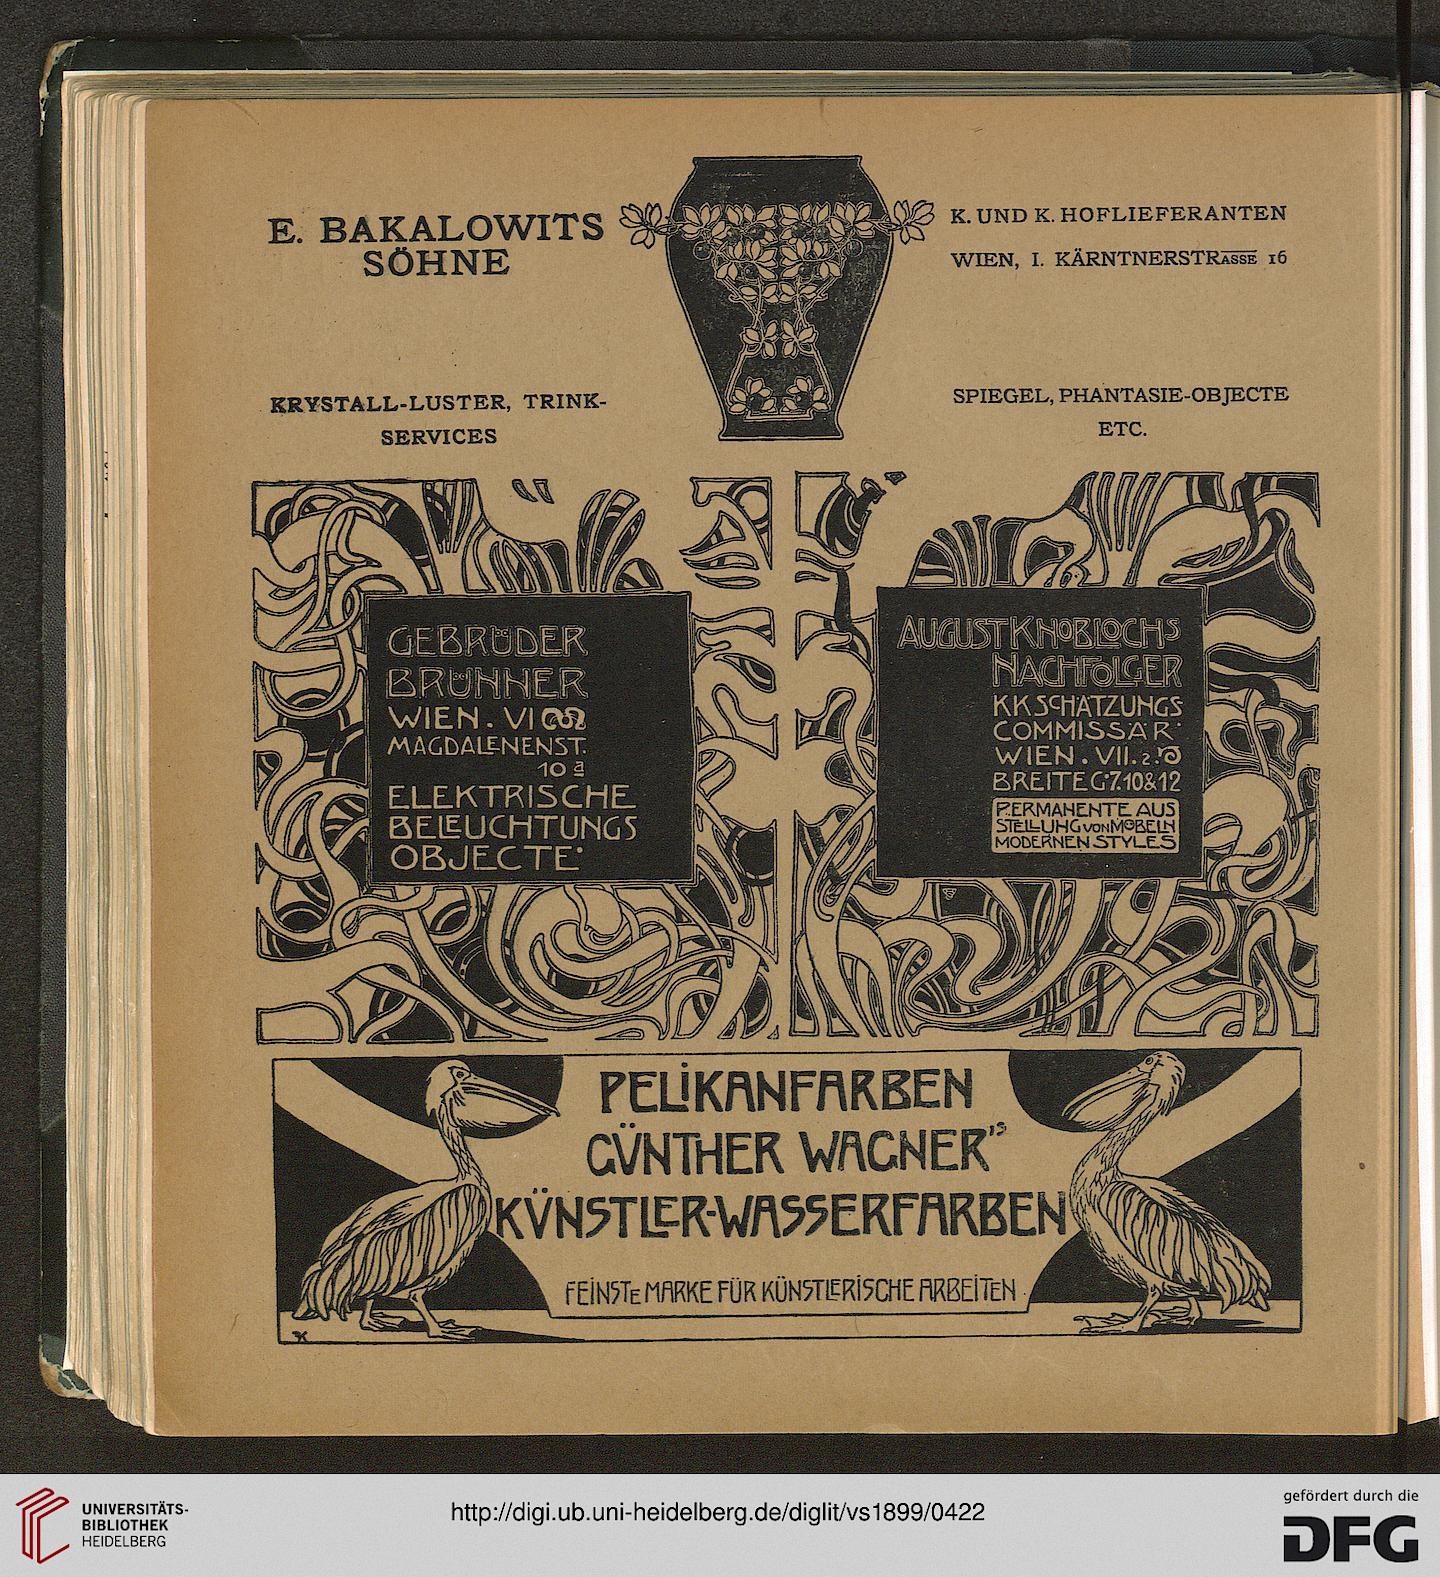 E. BAKALOWITS
SÖHNE
K. UND K. HOFLIEFERANTEN
WIEN, I. KÄRNTNERSTRASSE 16
KRYSTALL-LUSTER, TRINK-
SERVICES
SPIEGEL, PHANTASIE-OBJECTE
ETC.
GEBRÜDER
BRÜNNER
WIEN. VI
MAGDALENENST.
10 a
ELEKTRISCHE
BELEUCHTUNGS
OBJECTE
AUGUST KNOBLOCHS
NACHFOLGER
KK SCHÄTZUNGS
COMMISSÄR
WIEN. VII. 2.
BREITEG. 7. 10 & 12
PERMANENTE AUS
STELLUNG VON MÖBELN
MODERNEN STYLES
PELIKANFARBEN
GÜNTHER WAGNER'S
KÜNSTLER-WASSERFARBEN
FEINSTE MARKE FÜR KÜNSTLERISCHE ARBEITEN.
UNIVERSITÄTS-
BIBLIOTHEK
HEIDELBERG
http://digi.ub.uni-heidelberg.de/diglit/vs1899/0422
gefördert durch die
DFG